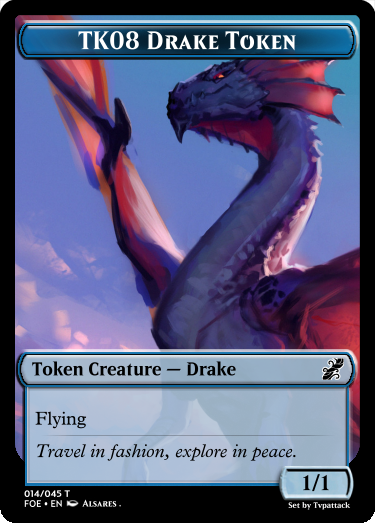 TK08 Drake Token
Token Creature — Drake
Flying
Travel in fashion, explore in peace.
1/1
014/045 T
FOE • EN Alsares .
Set by Typattack